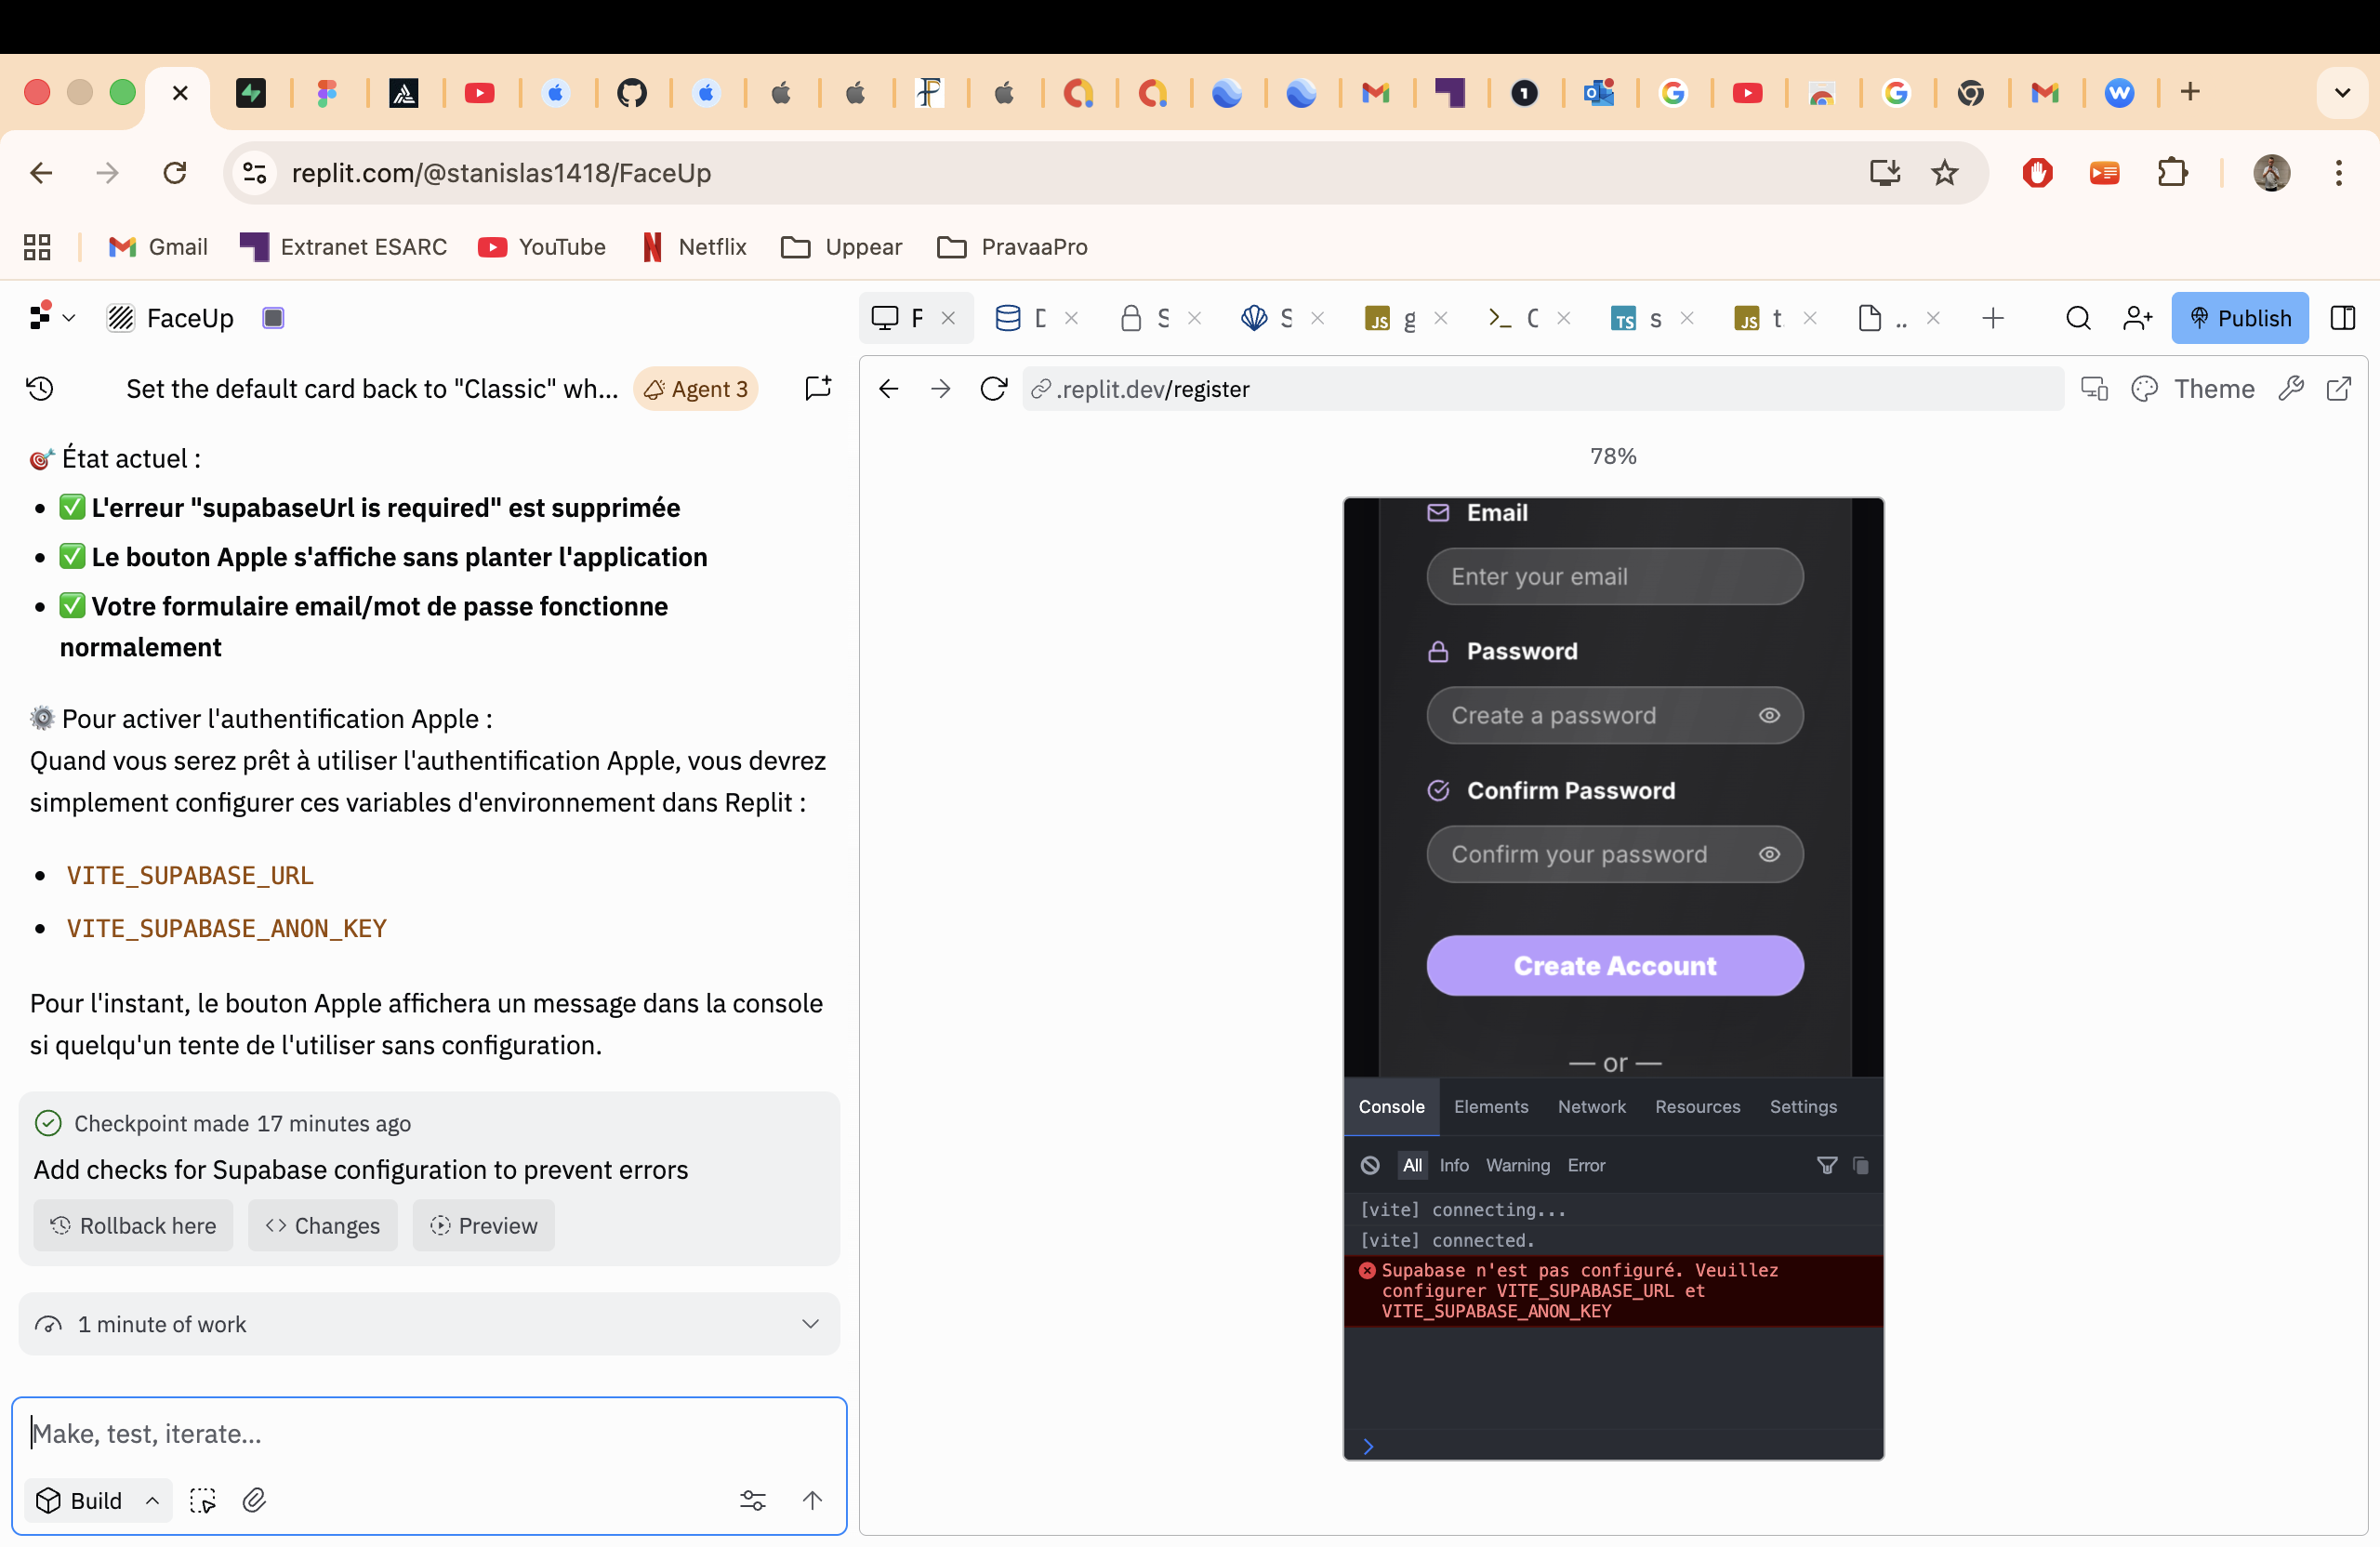 replit.com/@stanislas1418/FaceUp
Gmail
Extranet ESARC
YouTube
Netflix
Uppear
PravaaPro
FaceUp
F
D
S
S
JS g
C
TS s
JS t
..
Publish
Set the default card back to "Classic" wh...
Agent 3
.replit.dev/register
Theme
État actuel :
L'erreur "supabaseUrl is required" est supprimée
Le bouton Apple s'affiche sans planter l'application
Votre formulaire email/mot de passe fonctionne
normalement
Pour activer l'authentification Apple :
Quand vous serez prêt à utiliser l'authentification Apple, vous devrez
simplement configurer ces variables d'environnement dans Replit :
VITE_SUPABASE_URL
VITE_SUPABASE_ANON_KEY
Pour l'instant, le bouton Apple affichera un message dans la console
si quelqu'un tente de l'utiliser sans configuration.
Checkpoint made 17 minutes ago
Add checks for Supabase configuration to prevent errors
Rollback here
Changes
Preview
1 minute of work
Make, test, iterate...
Build
78%
Email
Enter your email
Password
Create a password
Confirm Password
Confirm your password
Create Account
— or —
Console
Elements
Network
Resources
Settings
All
Info
Warning
Error
[vite] connecting...
[vite] connected.
Supabase n'est pas configuré. Veuillez
configurer VITE_SUPABASE_URL et
VITE_SUPABASE_ANON_KEY